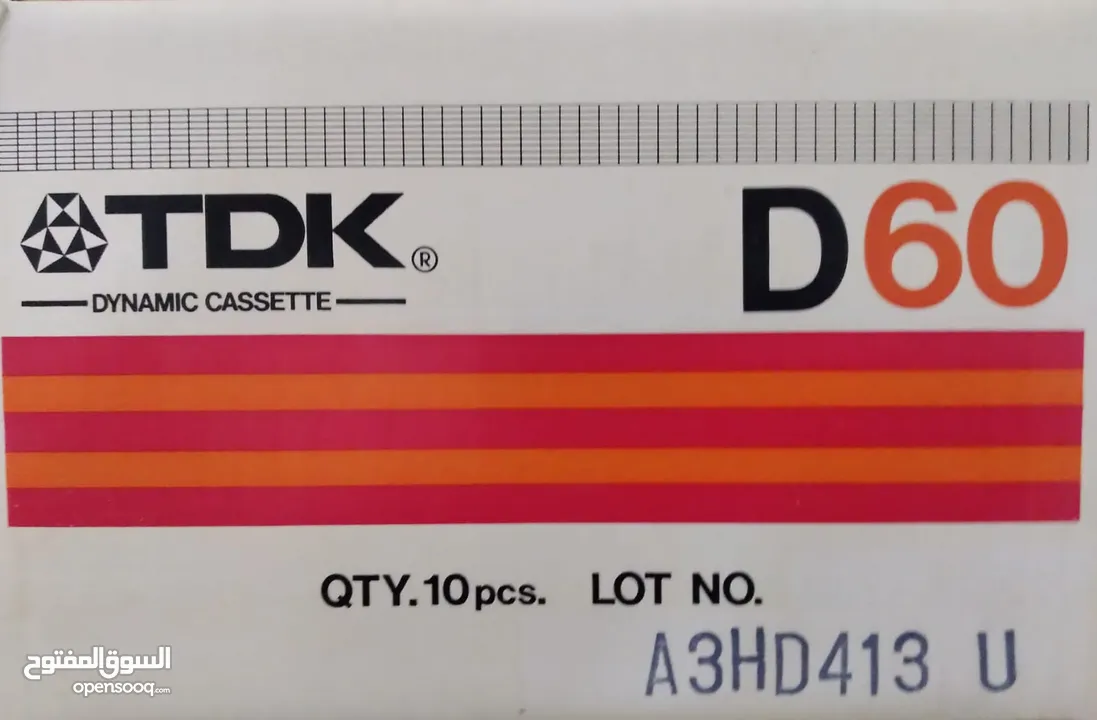 TDK® D60
DYNAMIC CASSETTE
QTY.10pcs. LOT NO.
A3HD413 U
السوق المفتوح
opensooq.com